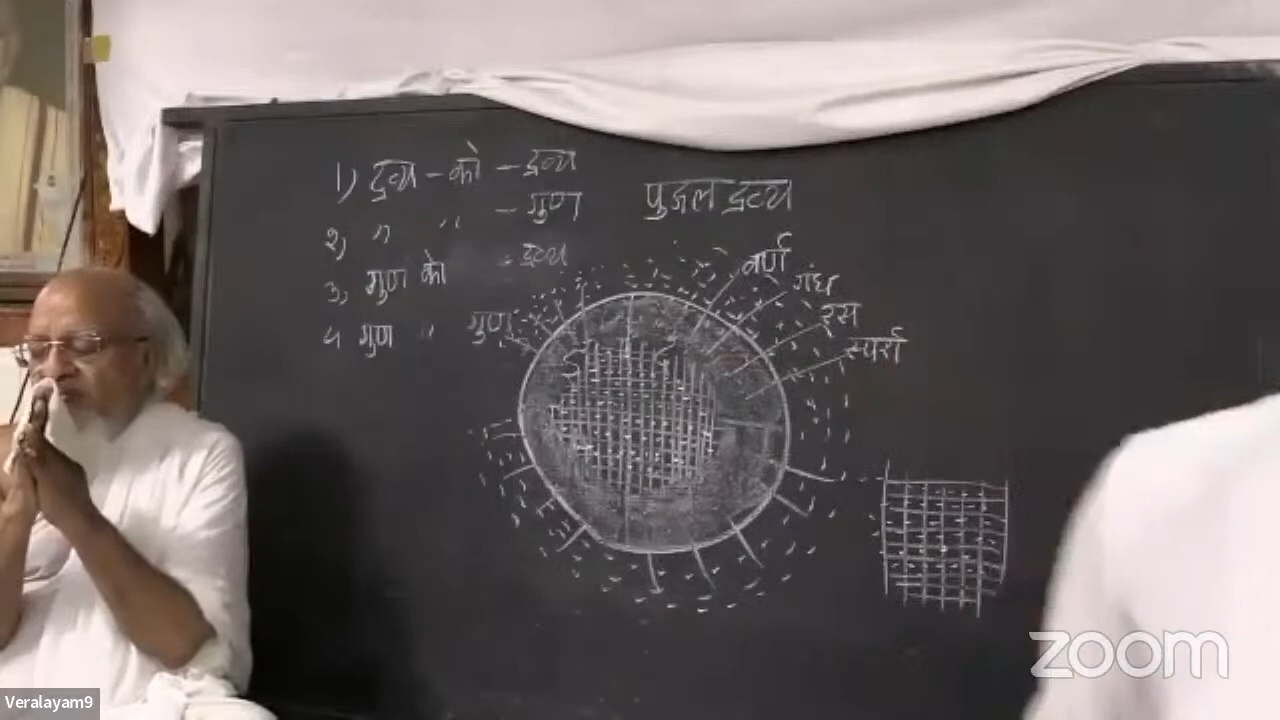 1) द्रव्य - को - द्रव्य
2) " " - गुण
3) गुण को - द्रव्य
4 गुण " गुण
पुद्गल द्रव्य
वर्ण
गंध
रस
स्पर्श
zoom
Veralayam9